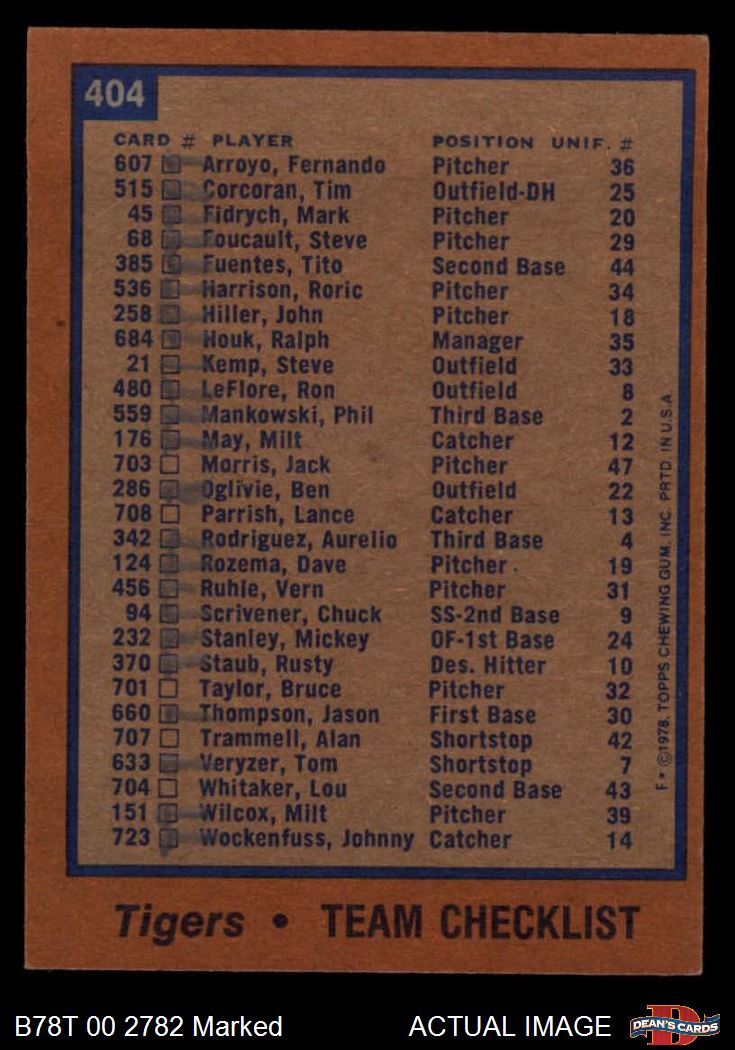 404
CARD # PLAYER POSITION UNIF. #
607 Arroyo, Fernando Pitcher 36
515 Corcoran, Tim Outfield-DH 25
45 Fidrych, Mark Pitcher 20
68 Foucault, Steve Pitcher 29
385 Fuentes, Tito Second Base 44
536 Harrison, Roric Pitcher 34
258 Hiller, John Pitcher 18
684 Houk, Ralph Manager 35
21 Kemp, Steve Outfield 33
480 LeFlore, Ron Outfield 8
559 Mankowski, Phil Third Base 2
176 May, Milt Catcher 12
703 Morris, Jack Pitcher 47
286 Oglivie, Ben Outfield 22
708 Parrish, Lance Catcher 13
342 Rodriguez, Aurelio Third Base 4
124 Rozema, Dave Pitcher 19
456 Ruhle, Vern Pitcher 31
94 Scrivener, Chuck SS-2nd Base 9
232 Stanley, Mickey OF-1st Base 24
370 Staub, Rusty Des. Hitter 10
701 Taylor, Bruce Pitcher 32
660 Thompson, Jason First Base 30
707 Trammell, Alan Shortstop 42
633 Veryzer, Tom Shortstop 7
704 Whitaker, Lou Second Base 43
151 Wilcox, Milt Pitcher 39
723 Wockenfuss, Johnny Catcher 14
F* ©1978. TOPPS CHEWING GUM, INC. PRTD. IN U.S.A.
Tigers • TEAM CHECKLIST
B78T 00 2782 Marked ACTUAL IMAGE
D
DEAN'S CARDS